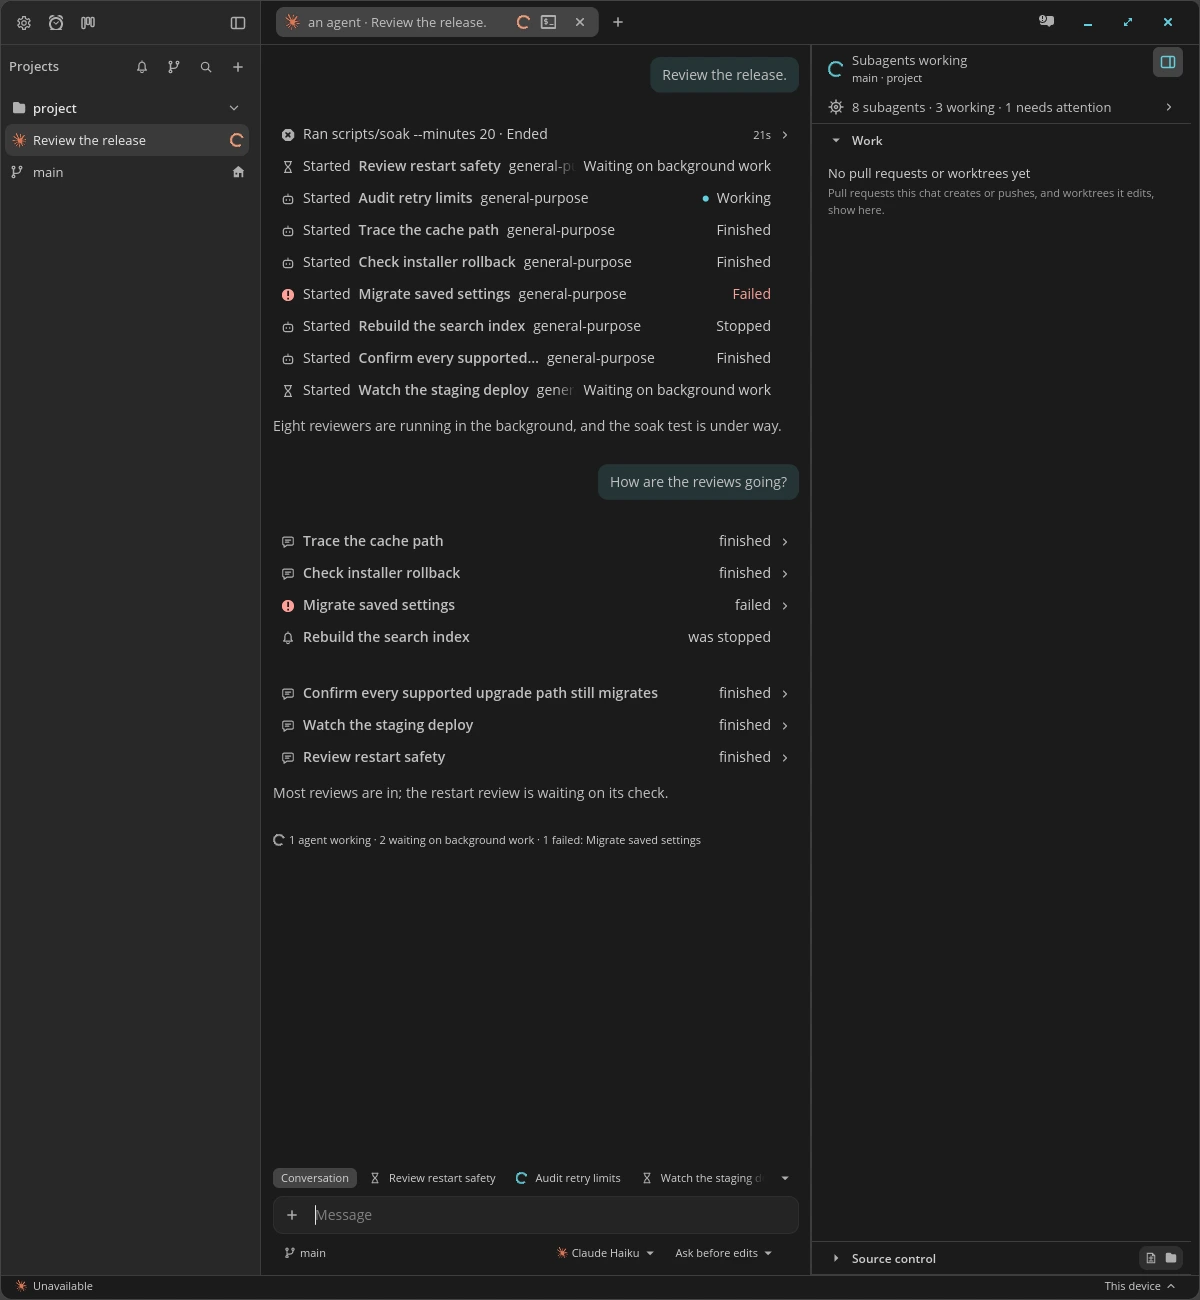 an agent · Review the release.
Projects
project
Review the release
main
Review the release.
Ran scripts/soak --minutes 20 · Ended 21s
Started Review restart safety general-p Waiting on background work
Started Audit retry limits general-purpose Working
Started Trace the cache path general-purpose Finished
Started Check installer rollback general-purpose Finished
Started Migrate saved settings general-purpose Failed
Started Rebuild the search index general-purpose Stopped
Started Confirm every supported... general-purpose Finished
Started Watch the staging deploy gener Waiting on background work
Eight reviewers are running in the background, and the soak test is under way.
How are the reviews going?
Trace the cache path finished
Check installer rollback finished
Migrate saved settings failed
Rebuild the search index was stopped
Confirm every supported upgrade path still migrates finished
Watch the staging deploy finished
Review restart safety finished
Most reviews are in; the restart review is waiting on its check.
1 agent working · 2 waiting on background work · 1 failed: Migrate saved settings
Conversation Review restart safety Audit retry limits Watch the staging d
Message
main Claude Haiku Ask before edits
Subagents working
main · project
8 subagents · 3 working · 1 needs attention
Work
No pull requests or worktrees yet
Pull requests this chat creates or pushes, and worktrees it edits,
show here.
Source control
Unavailable
This device